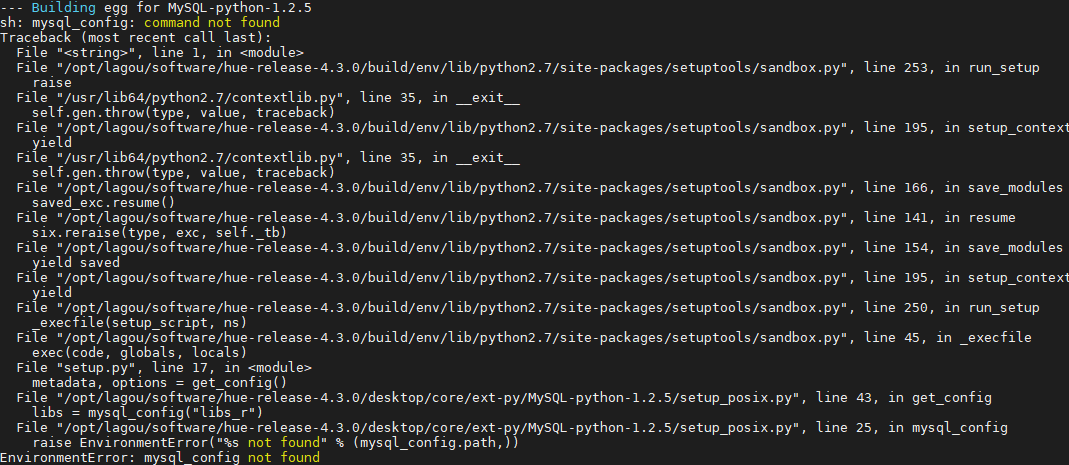 --- Building egg for MySQL-python-1.2.5
sh: mysql_config: command not found
Traceback (most recent call last):
  File "<string>", line 1, in <module>
  File "/opt/lagou/software/hue-release-4.3.0/build/env/lib/python2.7/site-packages/setuptools/sandbox.py", line 253, in run_setup
    raise
  File "/usr/lib64/python2.7/contextlib.py", line 35, in __exit__
    self.gen.throw(type, value, traceback)
  File "/opt/lagou/software/hue-release-4.3.0/build/env/lib/python2.7/site-packages/setuptools/sandbox.py", line 195, in setup_context
    yield
  File "/usr/lib64/python2.7/contextlib.py", line 35, in __exit__
    self.gen.throw(type, value, traceback)
  File "/opt/lagou/software/hue-release-4.3.0/build/env/lib/python2.7/site-packages/setuptools/sandbox.py", line 166, in save_modules
    saved_exc.resume()
  File "/opt/lagou/software/hue-release-4.3.0/build/env/lib/python2.7/site-packages/setuptools/sandbox.py", line 141, in resume
    six.reraise(type, exc, self._tb)
  File "/opt/lagou/software/hue-release-4.3.0/build/env/lib/python2.7/site-packages/setuptools/sandbox.py", line 154, in save_modules
    yield saved
  File "/opt/lagou/software/hue-release-4.3.0/build/env/lib/python2.7/site-packages/setuptools/sandbox.py", line 195, in setup_context
    yield
  File "/opt/lagou/software/hue-release-4.3.0/build/env/lib/python2.7/site-packages/setuptools/sandbox.py", line 250, in run_setup
    _execfile(setup_script, ns)
  File "/opt/lagou/software/hue-release-4.3.0/build/env/lib/python2.7/site-packages/setuptools/sandbox.py", line 45, in _execfile
    exec(code, globals, locals)
  File "setup.py", line 17, in <module>
    metadata, options = get_config()
  File "/opt/lagou/software/hue-release-4.3.0/desktop/core/ext-py/MySQL-python-1.2.5/setup_posix.py", line 43, in get_config
    libs = mysql_config("libs_r")
  File "/opt/lagou/software/hue-release-4.3.0/desktop/core/ext-py/MySQL-python-1.2.5/setup_posix.py", line 25, in mysql_config
    raise EnvironmentError("%s not found" % (mysql_config.path,))
EnvironmentError: mysql_config not found